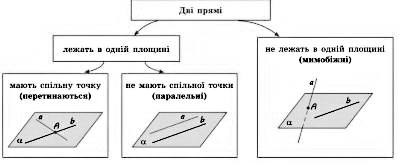 Дві прямі
лежать в одній площині
не лежать в одній площині
(мимобіжні)
мають спільну точку
(перетинаються)
не мають спільної точки
(паралельні)
a
A
b
α
a
b
α
a
A
b
α